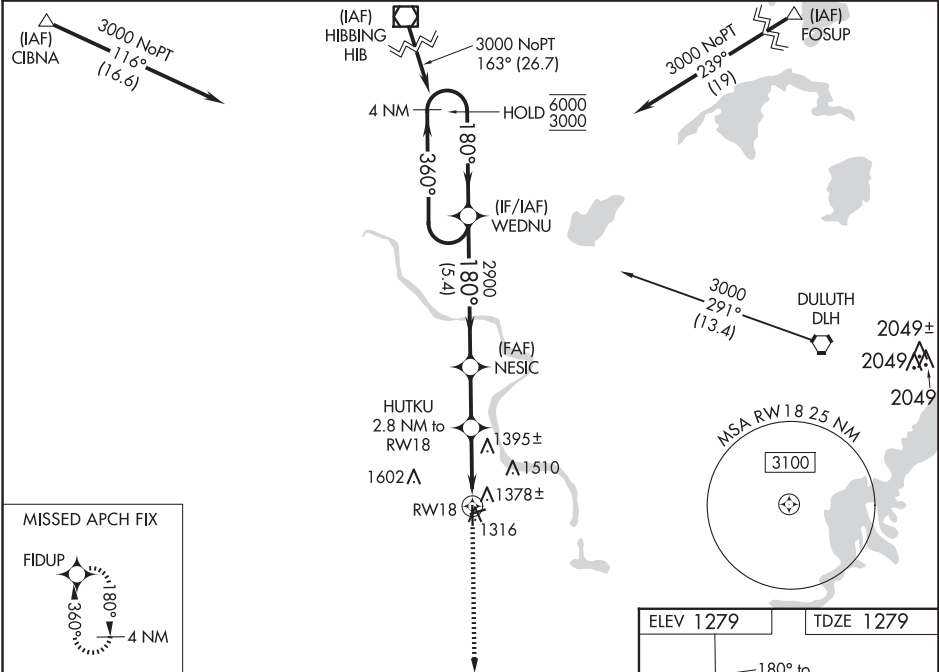 (IAF)
CIBNA
3000 NoPT
116°
(16.6)
(IAF)
HIBBING
HIB
3000 NoPT
163° (26.7)
3000 NoPT
239°
(19)
(IAF)
FOSUP
4 NM
HOLD 6000
3000
180°
360°
(IF/IAF)
WEDNU
2900
180°
(5.4)
3000
291°
(13.4)
DULUTH
DLH
2049±
2049
2049
(FAF)
NESIC
HUTKU
2.8 NM to
RW18
1395±
1510
1602
1378±
RW18
1316
MSA RW18 25 NM
3100
MISSED APCH FIX
FIDUP
180°
360°
4 NM
ELEV 1279
TDZE 1279
180° to